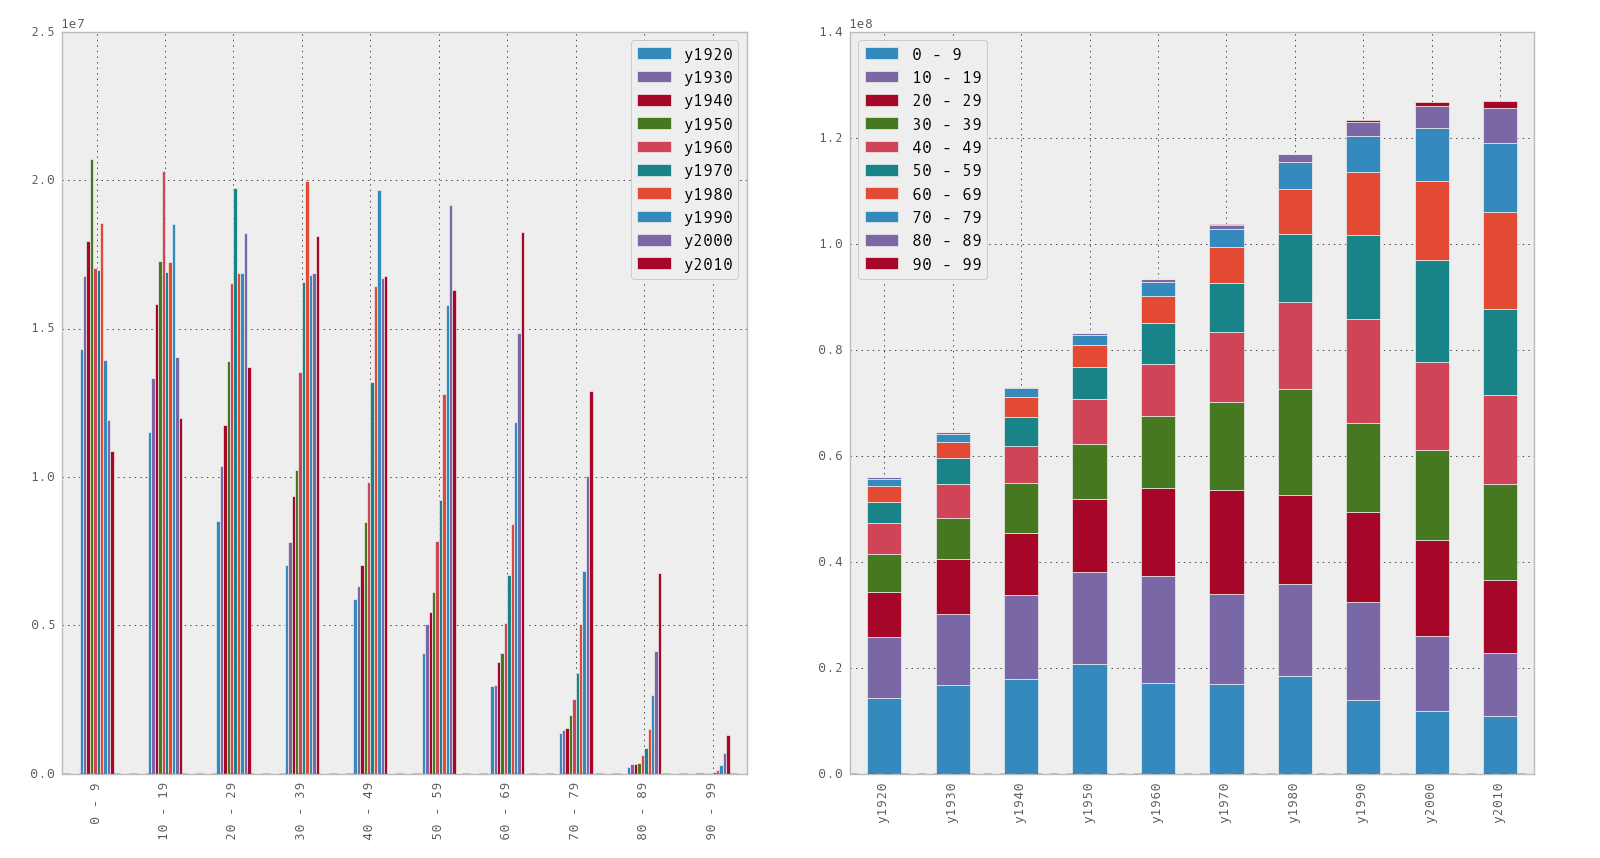 1e7
2.5
2.0
1.5
1.0
0.5
0.0
y1920
y1930
y1940
y1950
y1960
y1970
y1980
y1990
y2000
y2010
0 - 9
10 - 19
20 - 29
30 - 39
40 - 49
50 - 59
60 - 69
70 - 79
80 - 89
90 - 99
1e8
1.4
1.2
1.0
0.8
0.6
0.4
0.2
0.0
0 - 9
10 - 19
20 - 29
30 - 39
40 - 49
50 - 59
60 - 69
70 - 79
80 - 89
90 - 99
y1920
y1930
y1940
y1950
y1960
y1970
y1980
y1990
y2000
y2010